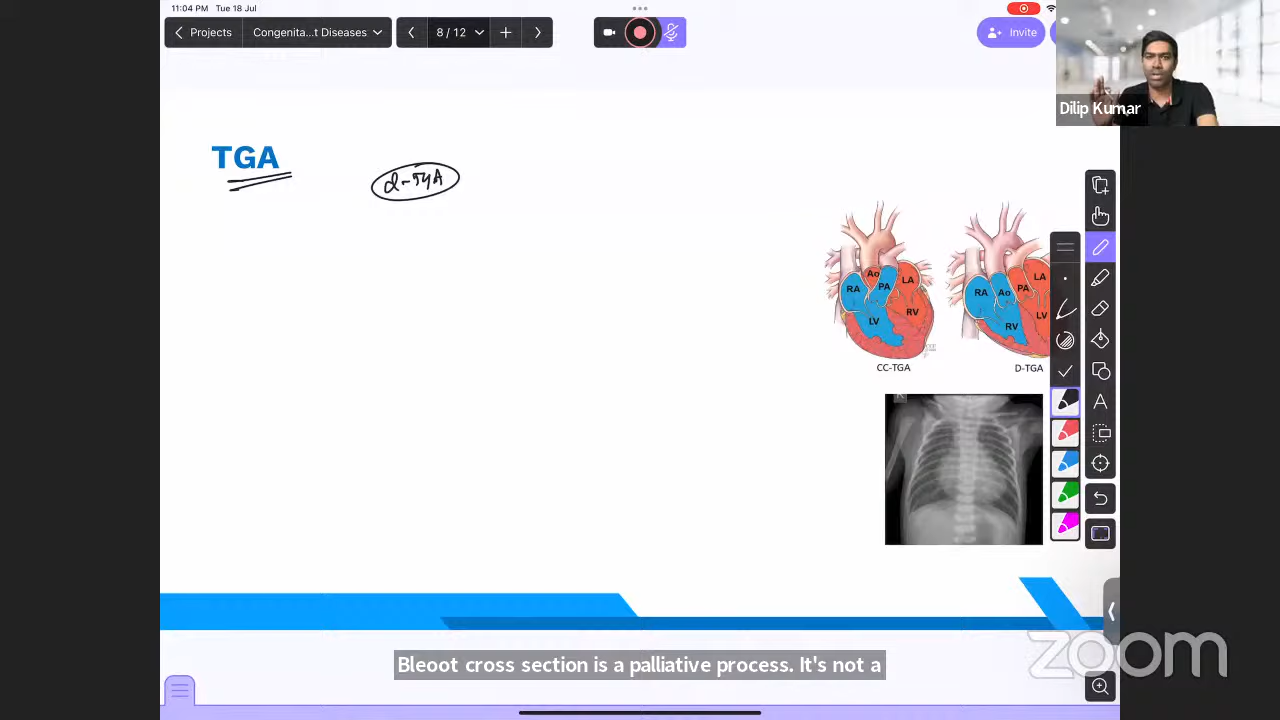 11:04 PM Tue 18 Jul
Projects
Congenita...t Diseases
8 / 12
Invite
Dilip Kumar
TGA
d-TGA
Ao
RA
PA
LA
RV
LV
CC-TGA
RA
Ao
PA
LA
LV
RV
D-TGA
R
A
Bleoot cross section is a palliative process. It's not a
zoom